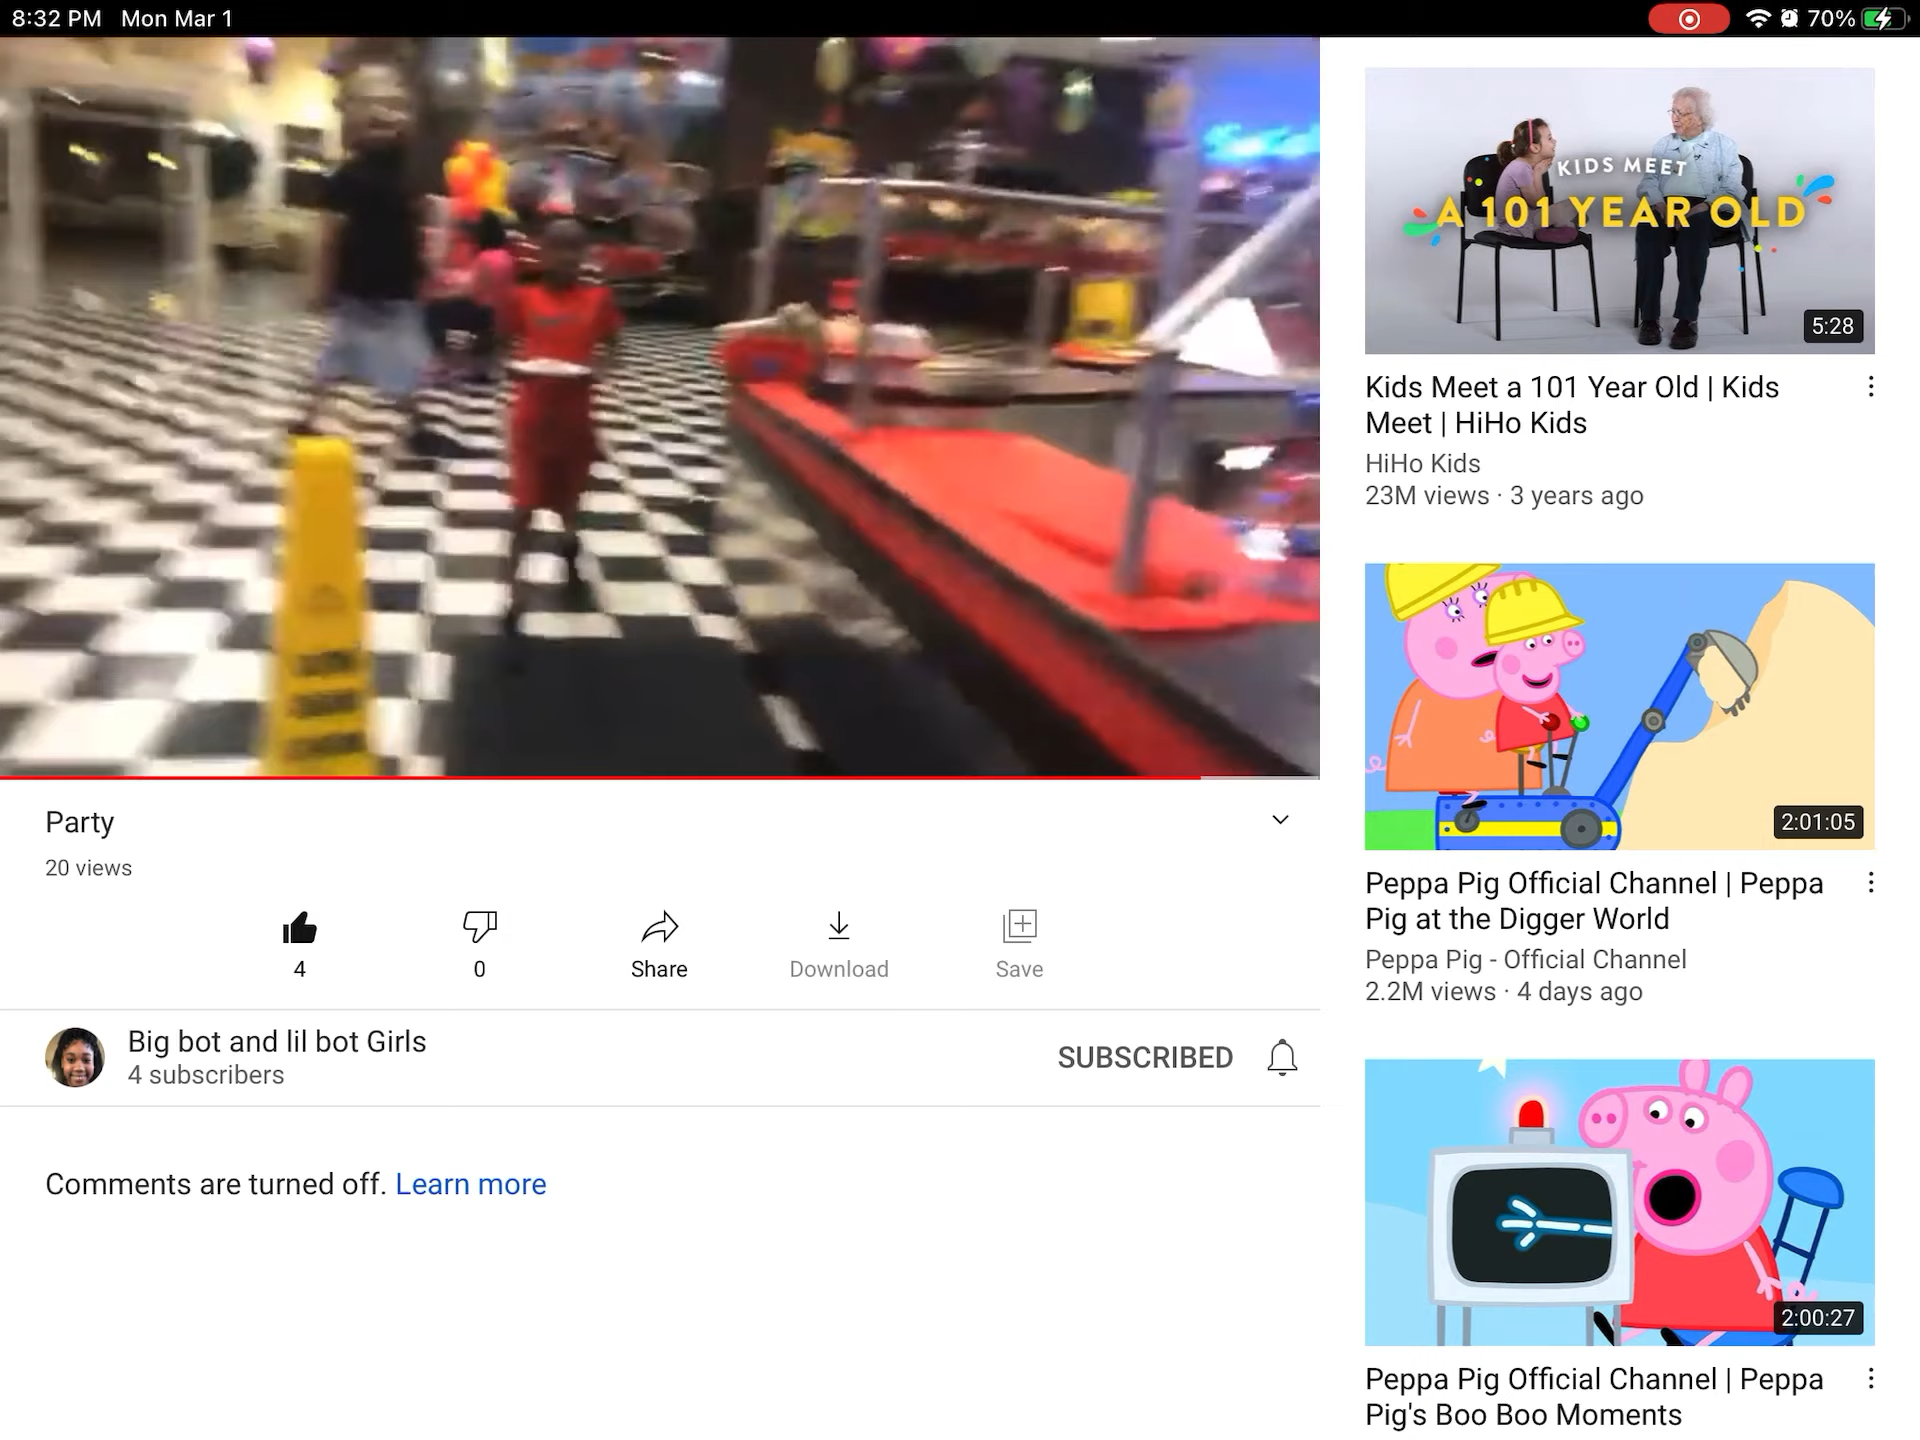 8:32 PM Mon Mar 1
70%
Party
20 views
4
0
Share
Download
Save
Big bot and lil bot Girls
4 subscribers
SUBSCRIBED
Comments are turned off. Learn more
KIDS MEET
A 101 YEAR OLD
5:28
Kids Meet a 101 Year Old | Kids
Meet | HiHo Kids
HiHo Kids
23M views · 3 years ago
2:01:05
Peppa Pig Official Channel | Peppa
Pig at the Digger World
Peppa Pig - Official Channel
2.2M views · 4 days ago
2:00:27
Peppa Pig Official Channel | Peppa
Pig's Boo Boo Moments